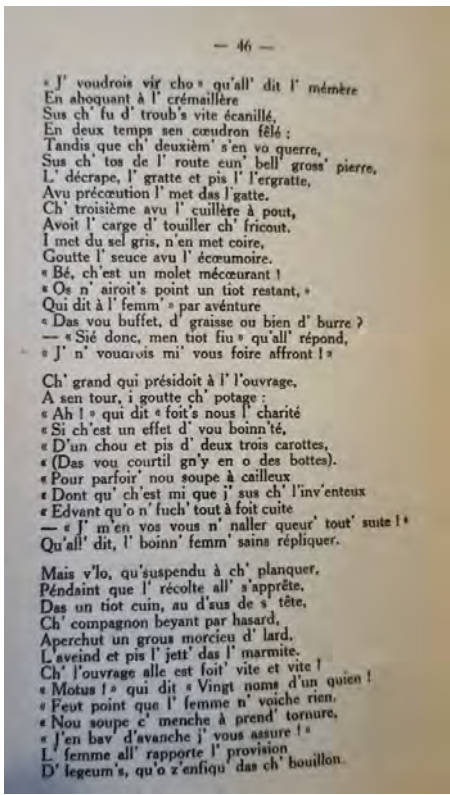 — 46 —
« J' voudrois vir cho » qu'all' dit l' mémère
En ahoquant à l' crémaillère
Sus ch' fu d' troub's vite écanillé,
En deux temps sen cœudron fêlé :
Tandis que ch' deuxièm' s'en vo querre,
Sus ch' tos de l' route eun' bell' gross' pierre,
L' décrape, l' gratte et pis l' l'ergratte,
Avu précœution l' met das l'gatte.
Ch' troisième avu l' cuillère à pout,
Avoit l' carge d' touiller ch' fricout.
I met du sel gris, n'en met coire,
Goutte l' seuce avu l' écœumoire.
« Bé, ch'est un molet mécœurant !
« Os n' airoit's point un tiot restant, »
Qui dit à l' femm' » par avénture
« Das vou buffet, d' graisse ou bien d' burre ?
— « Sié donc, men tiot fiu » qu'all' répond,
« J' n' voudrois mi' vous foire affront ! »
Ch' grand qui présidoit à l' l'ouvrage,
A sen tour, i goutte ch' potage :
« Ah ! » qui dit « foit's nous l' charité
« Si ch'est un effet d' vou boinn'té,
« D'un chou et pis d' deux trois carottes,
« (Das vou courtil gn'y en o des bottes).
« Pour parfoir' nou soupe à cailleux
« Dont qu' ch'est mi que j' sus ch' l'inv'enteux
« Edvant qu'o n' fuch' tout à foit cuite
— « J' m'en vos vous n' naller queur' tout' suite ! »
Qu'all' dit, l' boinn' femm' sains répliquer.
Mais v'lo, qu'suspendu à ch' planquer,
Péndaint que l' récolte all' s'apprête,
Das un tiot cuin, au d'sus de s' tête,
Ch' compagnon beyant par hasard,
Aperchut un grous morcieu d' lard,
L'aveind et pis l' jett' das l' marmite.
Ch' l'ouvrage alle est foit' vite et vite !
« Motus ! » qui dit « Vingt noms d'un quien !
« Feut point que l' femme n' voiche rien.
« Nou soupe c' menche à prend' tornure,
« J'en bav' d'avanche j' vous assure ! »
L' femme all' rapporte l' provision
D' legeum's, qu'o z'enfiqu' das ch' bouillon.